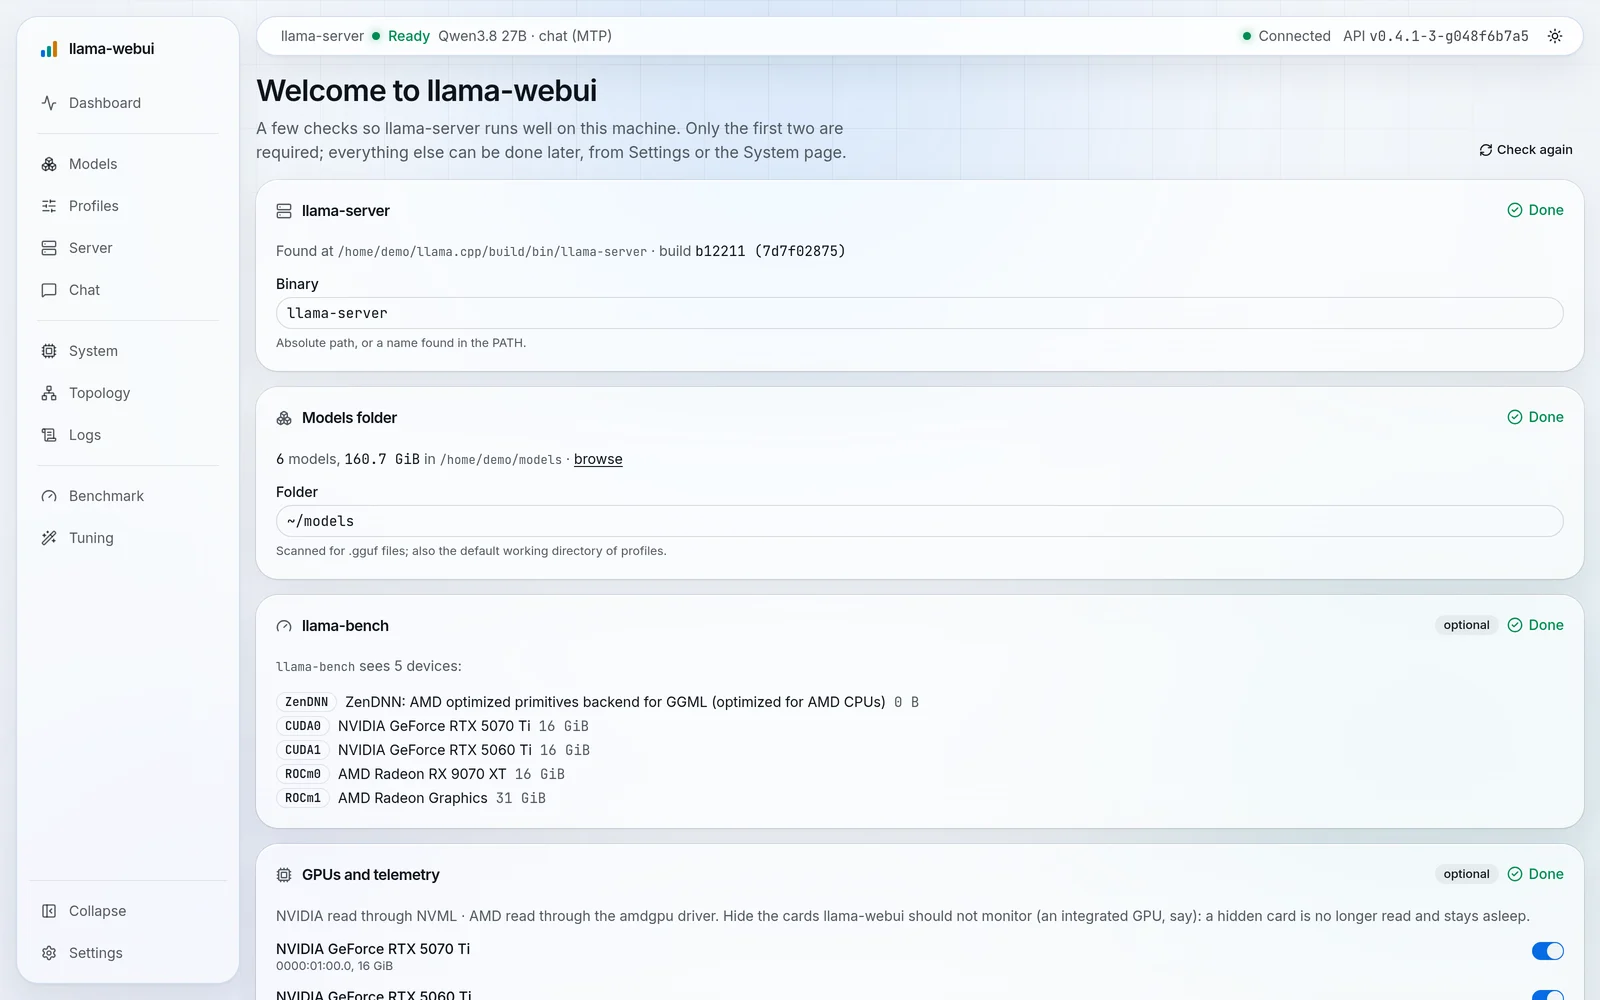 llama-webui
Dashboard
Models
Profiles
Server
Chat
System
Topology
Logs
Benchmark
Tuning
Collapse
Settings
llama-server Ready Qwen3.8 27B · chat (MTP)
Connected API v0.4.1-3-g048f6b7a5
Welcome to llama-webui
A few checks so llama-server runs well on this machine. Only the first two are
required; everything else can be done later, from Settings or the System page.
Check again
llama-server
Done
Found at /home/demo/llama.cpp/build/bin/llama-server · build b12211 (7d7f02875)
Binary
llama-server
Absolute path, or a name found in the PATH.
Models folder
Done
6 models, 160.7 GiB in /home/demo/models · browse
Folder
~/models
Scanned for .gguf files; also the default working directory of profiles.
llama-bench
optional Done
llama-bench sees 5 devices:
ZenDNN ZenDNN: AMD optimized primitives backend for GGML (optimized for AMD CPUs) 0 B
CUDA0 NVIDIA GeForce RTX 5070 Ti 16 GiB
CUDA1 NVIDIA GeForce RTX 5060 Ti 16 GiB
ROCm0 AMD Radeon RX 9070 XT 16 GiB
ROCm1 AMD Radeon Graphics 31 GiB
GPUs and telemetry
optional Done
NVIDIA read through NVML · AMD read through the amdgpu driver. Hide the cards llama-webui should not monitor (an integrated GPU, say): a hidden card is no longer read and stays asleep.
NVIDIA GeForce RTX 5070 Ti
0000:01:00.0, 16 GiB
NVIDIA GeForce RTX 5060 Ti